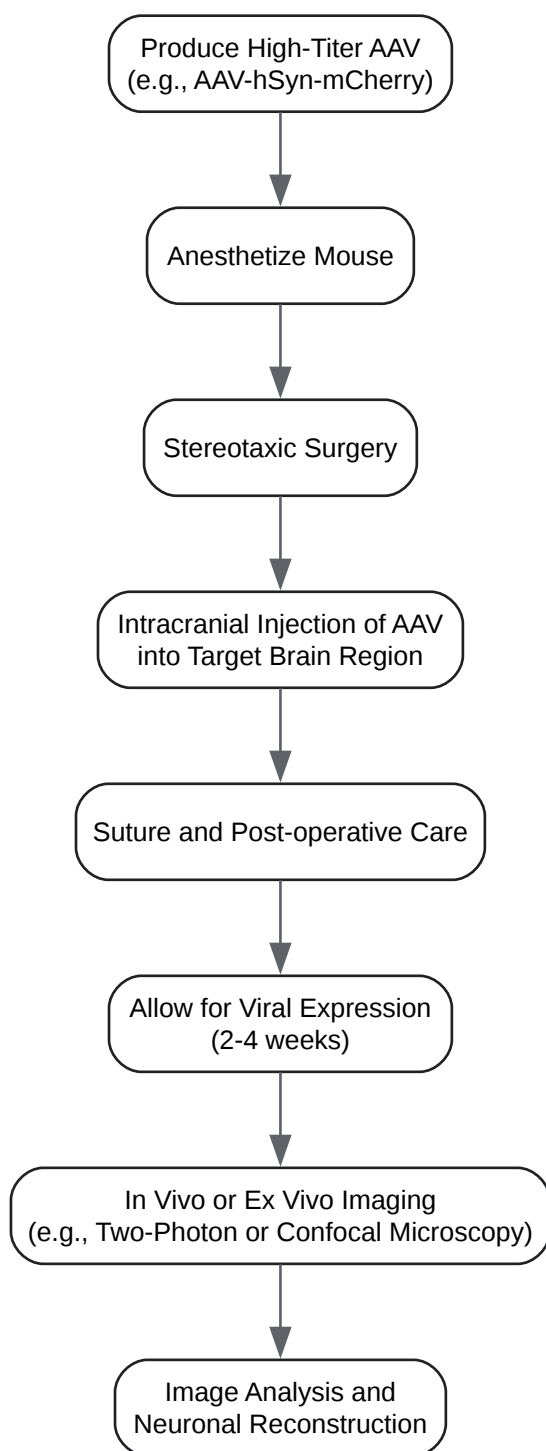 Produce High-Titer AAV
(e.g., AAV-hSyn-mCherry)
Anesthetize Mouse
Stereotaxic Surgery
Intracranial Injection of AAV
into Target Brain Region
Suture and Post-operative Care
Allow for Viral Expression
(2-4 weeks)
In Vivo or Ex Vivo Imaging
(e.g., Two-Photon or Confocal Microscopy)
Image Analysis and
Neuronal Reconstruction